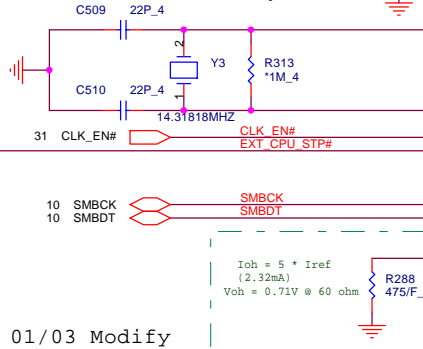 C509 22P_4
2
Y3
R313
*1M_4
C510 22P_4
1
14.31818MHZ
31 CLK_EN# CLK_EN#
EXT_CPU_STP#
10 SMBCK SMBCK
10 SMBDT SMBDT
Ioh = 5 * Iref
(2.32mA)
Voh = 0.71V @ 60 ohm
R288
475/F_
01/03 Modify